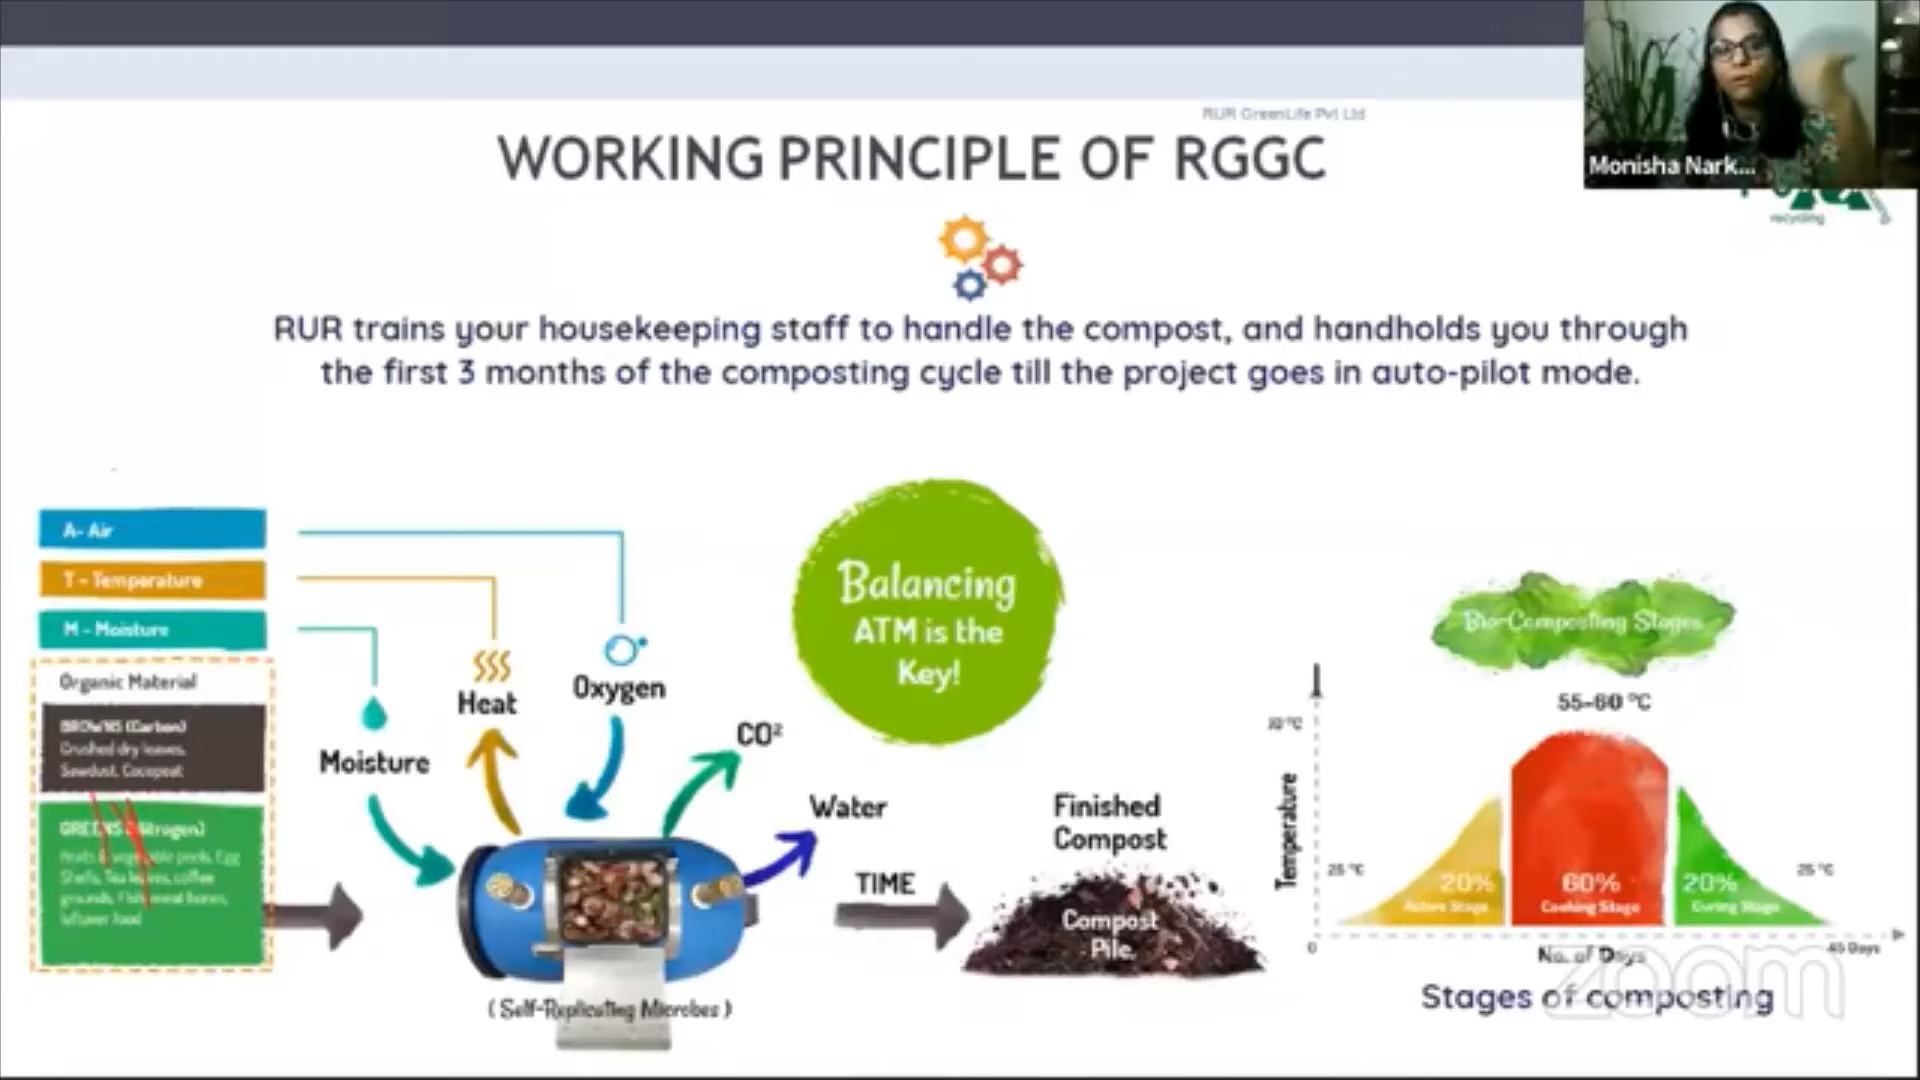 RUR GreenLife Pvt Ltd
WORKING PRINCIPLE OF RGGC
Monisha Nark...
recycling
RUR trains your housekeeping staff to handle the compost, and handholds you through
the first 3 months of the composting cycle till the project goes in auto-pilot mode.
A- Air
T - Temperature
M - Moisture
Organic Material
BROWNS (Carbon)
Crushed dry leaves,
Sawdust, Cocopeat
GREENS (Nitrogen)
Fruits & vegetable peels, Egg
Shells, Tea leaves, coffee
grounds, Fish/meat bones,
leftover food
Moisture
Heat
Oxygen
CO²
Water
(Self-Replicating Microbes)
Balancing
ATM is the
Key!
TIME
Finished
Compost
Compost
Pile.
Bio-Composting Stages
55-60 °C
Temperature
25 °C
20%
Active Stage
60%
Cooking Stage
20%
Curing Stage
25 °C
0
No. of Days
45 Days
Stages of composting
zoom